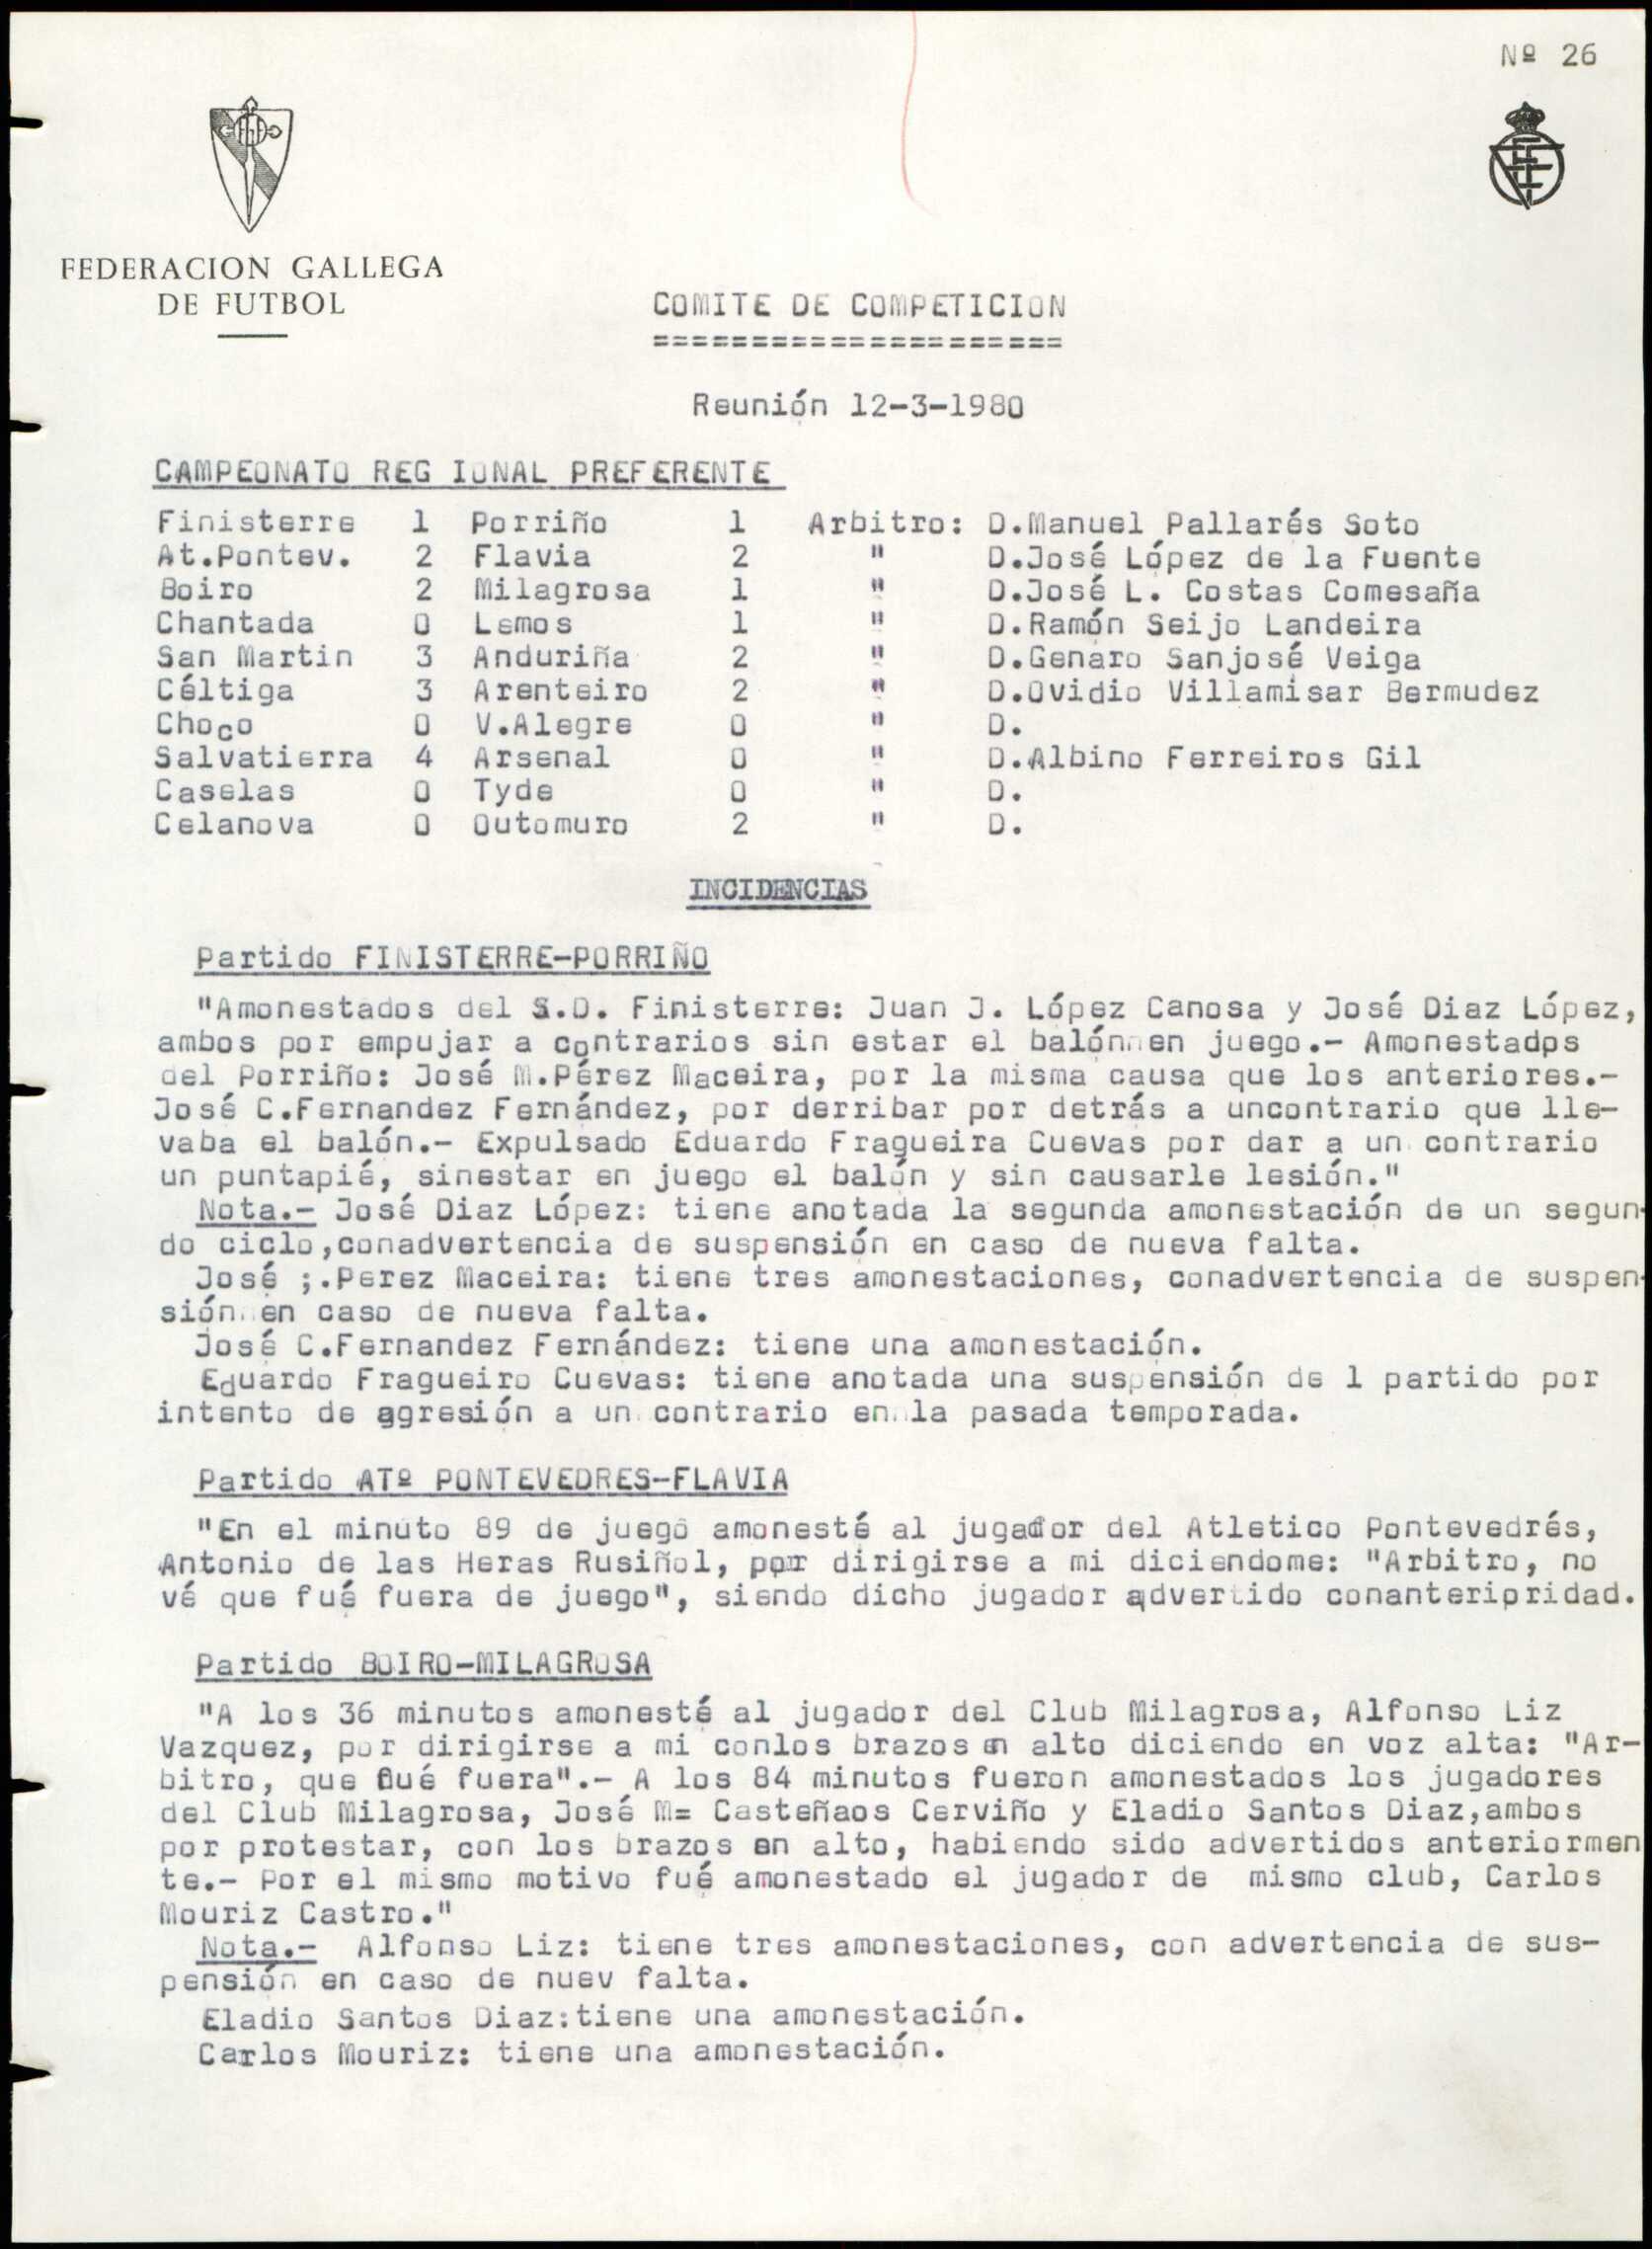 Nº 26
FEDERACION GALLEGA
DE FUTBOL
COMITE DE COMPETICION
=====================
Reunión 12-3-1980
CAMPEONATO REG IONAL PREFERENTE
Finisterre 1 Porriño 1 Arbitro: D.Manuel Pallarés Soto
At.Pontev. 2 Flavia 2 " D.José López de la Fuente
Boiro 2 Milagrosa 1 " D.José L. Costas Comesaña
Chantada 0 Lemos 1 " D.Ramón Seijo Landeira
San Martin 3 Anduriña 2 " D.Genaro Sanjosé Veiga
Céltiga 3 Arenteiro 2 " D.Ovidio Villamisar Bermudez
Choco 0 V.Alegre 0 " D.
Salvatierra 4 Arsenal 0 " D.Albino Ferreiros Gil
Caselas 0 Tyde 0 " D.
Celanova 0 Outomuro 2 " D.
INCIDENCIAS
Partido FINISTERRE-PORRIÑO
"Amonestados del S.D. Finisterre: Juan J. López Canosa y José Diaz López,
ambos por empujar a contrarios sin estar el balón en juego.- Amonestadps
del Porriño: José M.Pérez Maceira, por la misma causa que los anteriores.-
José C.Fernandez Fernández, por derribar por detrás a uncontrario que lle-
vaba el balón.- Expulsado Eduardo Fragueira Cuevas por dar a un contrario
un puntapié, sinestar en juego el balón y sin causarle lesión."
Nota.- José Diaz López: tiene anotada la segunda amonestación de un segun-
do ciclo,conadvertencia de suspensión en caso de nueva falta.
José ;.Perez Maceira: tiene tres amonestaciones, conadvertencia de suspen-
sión en caso de nueva falta.
José C.Fernandez Fernández: tiene una amonestación.
Eduardo Fragueiro Cuevas: tiene anotada una suspensión de 1 partido por
intento de agresión a un contrario en la pasada temporada.
Partido ATº PONTEVEDRES-FLAVIA
"En el minuto 89 de juego amonesté al jugador del Atletico Pontevedrés,
Antonio de las Heras Rusiñol, por dirigirse a mi diciendome: "Arbitro, no
vé que fué fuera de juego", siendo dicho jugador advertido conanteripridad.
Partido BOIRO-MILAGROSA
"A los 36 minutos amonesté al jugador del Club Milagrosa, Alfonso Liz
Vazquez, por dirigirse a mi conlos brazos en alto diciendo en voz alta: "Ar-
bitro, que fué fuera".- A los 84 minutos fueron amonestados los jugadores
del Club Milagrosa, José M= Casteñaos Cerviño y Eladio Santos Diaz,ambos
por protestar, con los brazos en alto, habiendo sido advertidos anteriormen
te.- Por el mismo motivo fué amonestado el jugador de mismo club, Carlos
Mouriz Castro."
Nota.- Alfonso Liz: tiene tres amonestaciones, con advertencia de sus-
pensión en caso de nuev falta.
Eladio Santos Diaz:tiene una amonestación.
Carlos Mouriz: tiene una amonestación.